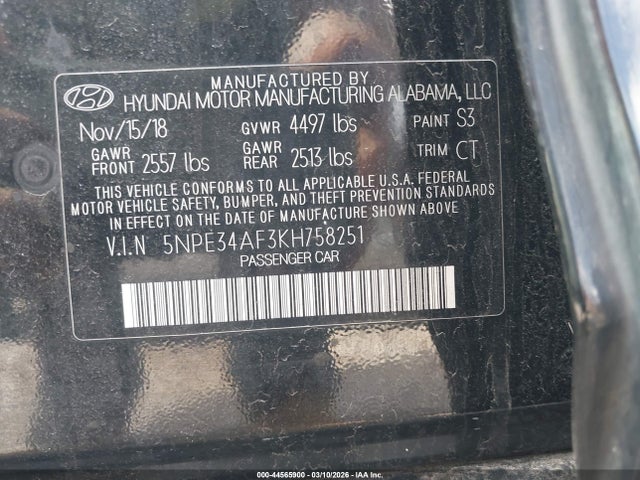 MANUFACTURED BY
HYUNDAI MOTOR MANUFACTURING ALABAMA, LLC
Nov/15/18 GVWR 4497 lbs PAINT S3
GAWR FRONT 2557 lbs GAWR REAR 2513 lbs TRIM CT
THIS VEHICLE CONFORMS TO ALL APPLICABLE U.S.A. FEDERAL
MOTOR VEHICLE SAFETY, BUMPER, AND THEFT PREVENTION STANDARDS
IN EFFECT ON THE DATE OF MANUFACTURE SHOWN ABOVE
V.I.N 5NPE34AF3KH758251
PASSENGER CAR
000-44565900 - 03/10/2026 - IAA Inc.